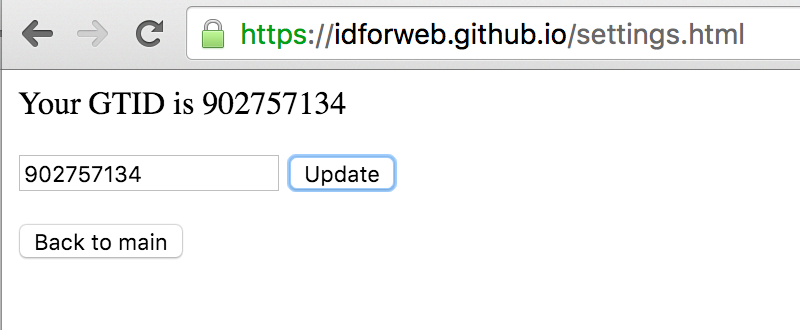 https://idforweb.github.io/settings.html
Your GTID is 902757134
902757134 Update
Back to main